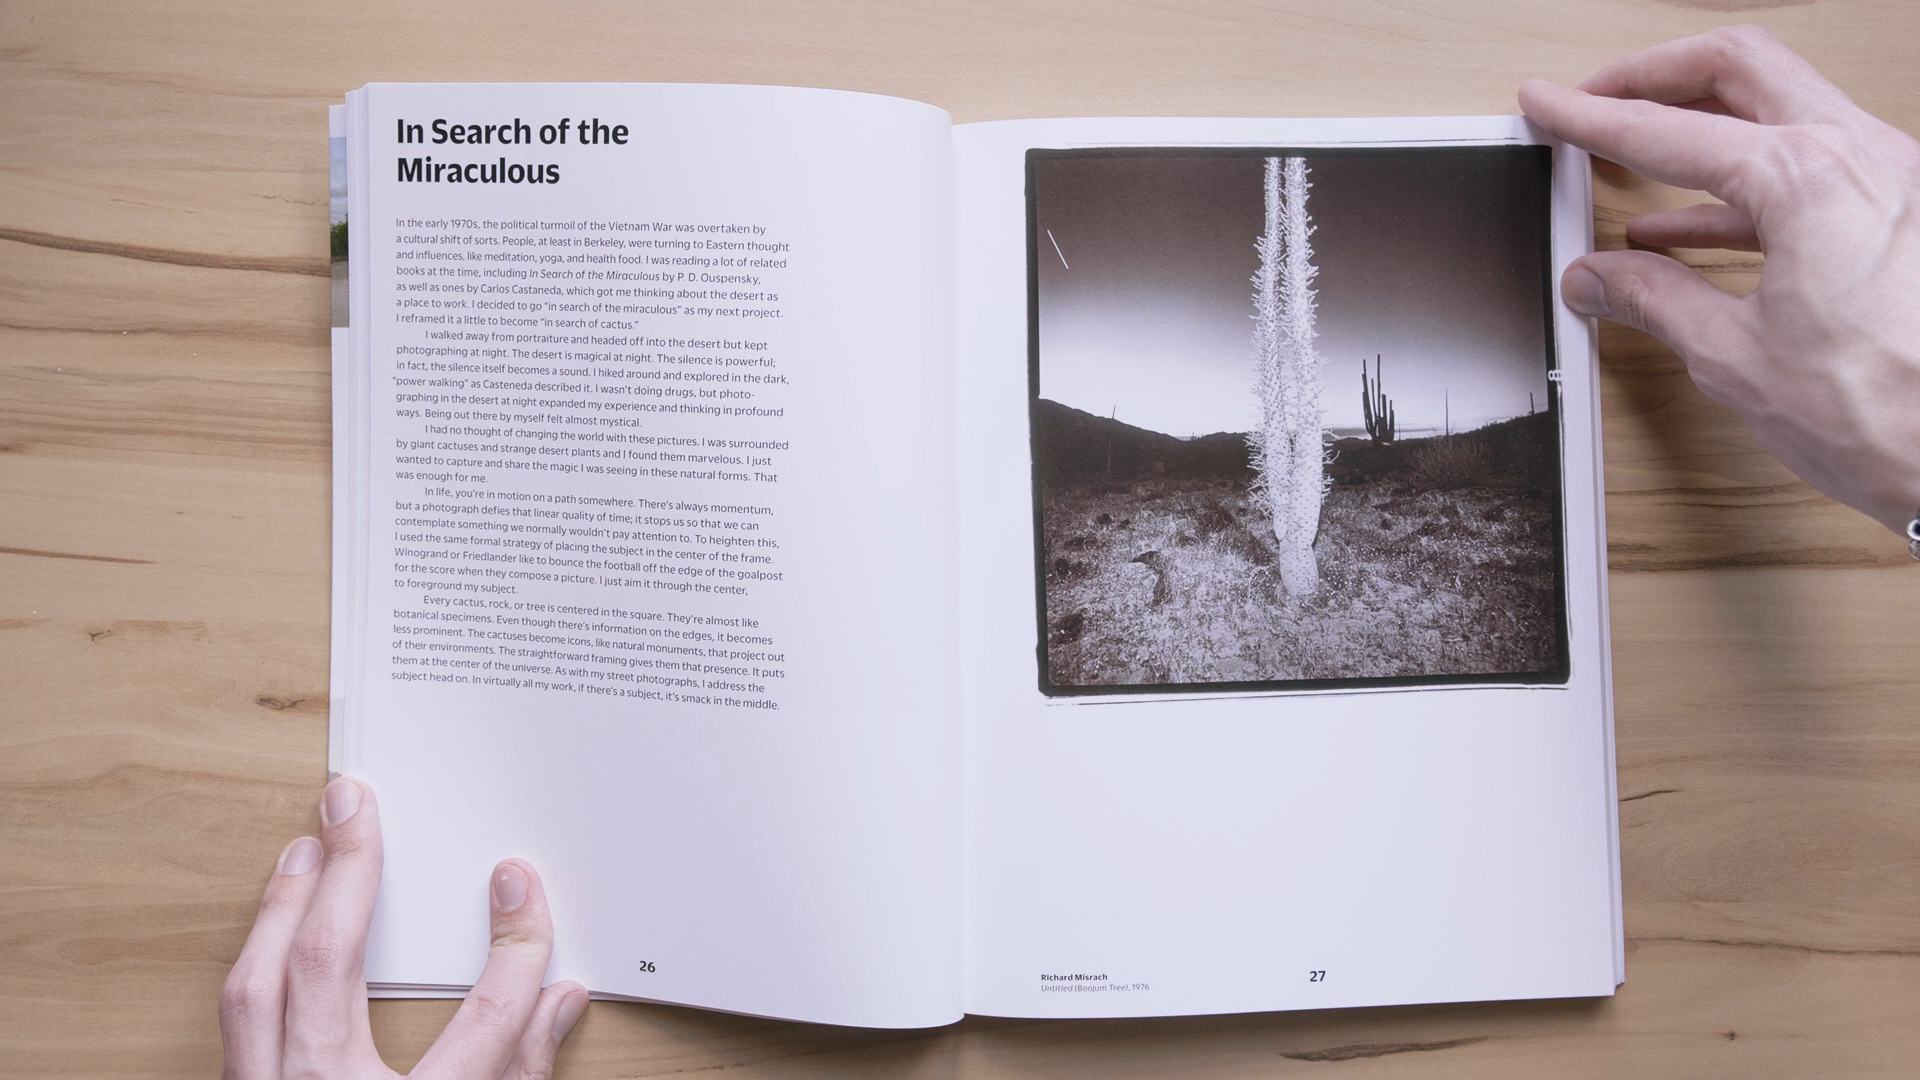 In Search of the
Miraculous
In the early 1970s, the political turmoil of the Vietnam War was overtaken by
a cultural shift of sorts. People, at least in Berkeley, were turning to Eastern thought
and influences, like meditation, yoga, and health food. I was reading a lot of related
books at the time, including In Search of the Miraculous by P. D. Ouspensky,
as well as ones by Carlos Castaneda, which got me thinking about the desert as
a place to work. I decided to go “in search of the miraculous” as my next project.
I reframed it a little to become “in search of cactus.”
I walked away from portraiture and headed off into the desert but kept
photographing at night. The desert is magical at night. The silence is powerful;
in fact, the silence itself becomes a sound. I hiked around and explored in the dark,
“power walking” as Casteneda described it. I wasn’t doing drugs, but photo-
graphing in the desert at night expanded my experience and thinking in profound
ways. Being out there by myself felt almost mystical.
I had no thought of changing the world with these pictures. I was surrounded
by giant cactuses and strange desert plants and I found them marvelous. I just
wanted to capture and share the magic I was seeing in these natural forms. That
was enough for me.
In life, you’re in motion on a path somewhere. There’s always momentum,
but a photograph defies that linear quality of time; it stops us so that we can
contemplate something we normally wouldn’t pay attention to. To heighten this,
I used the same formal strategy of placing the subject in the center of the frame.
Winogrand or Friedlander like to bounce the football off the edge of the goalpost
for the score when they compose a picture. I just aim it through the center,
to foreground my subject.
Every cactus, rock, or tree is centered in the square. They’re almost like
botanical specimens. Even though there’s information on the edges, it becomes
less prominent. The cactuses become icons, like natural monuments, that project out
of their environments. The straightforward framing gives them that presence. It puts
them at the center of the universe. As with my street photographs, I address the
subject head on. In virtually all my work, if there’s a subject, it’s smack in the middle.
26
Richard Misrach
Untitled (Boojum Tree), 1976
27